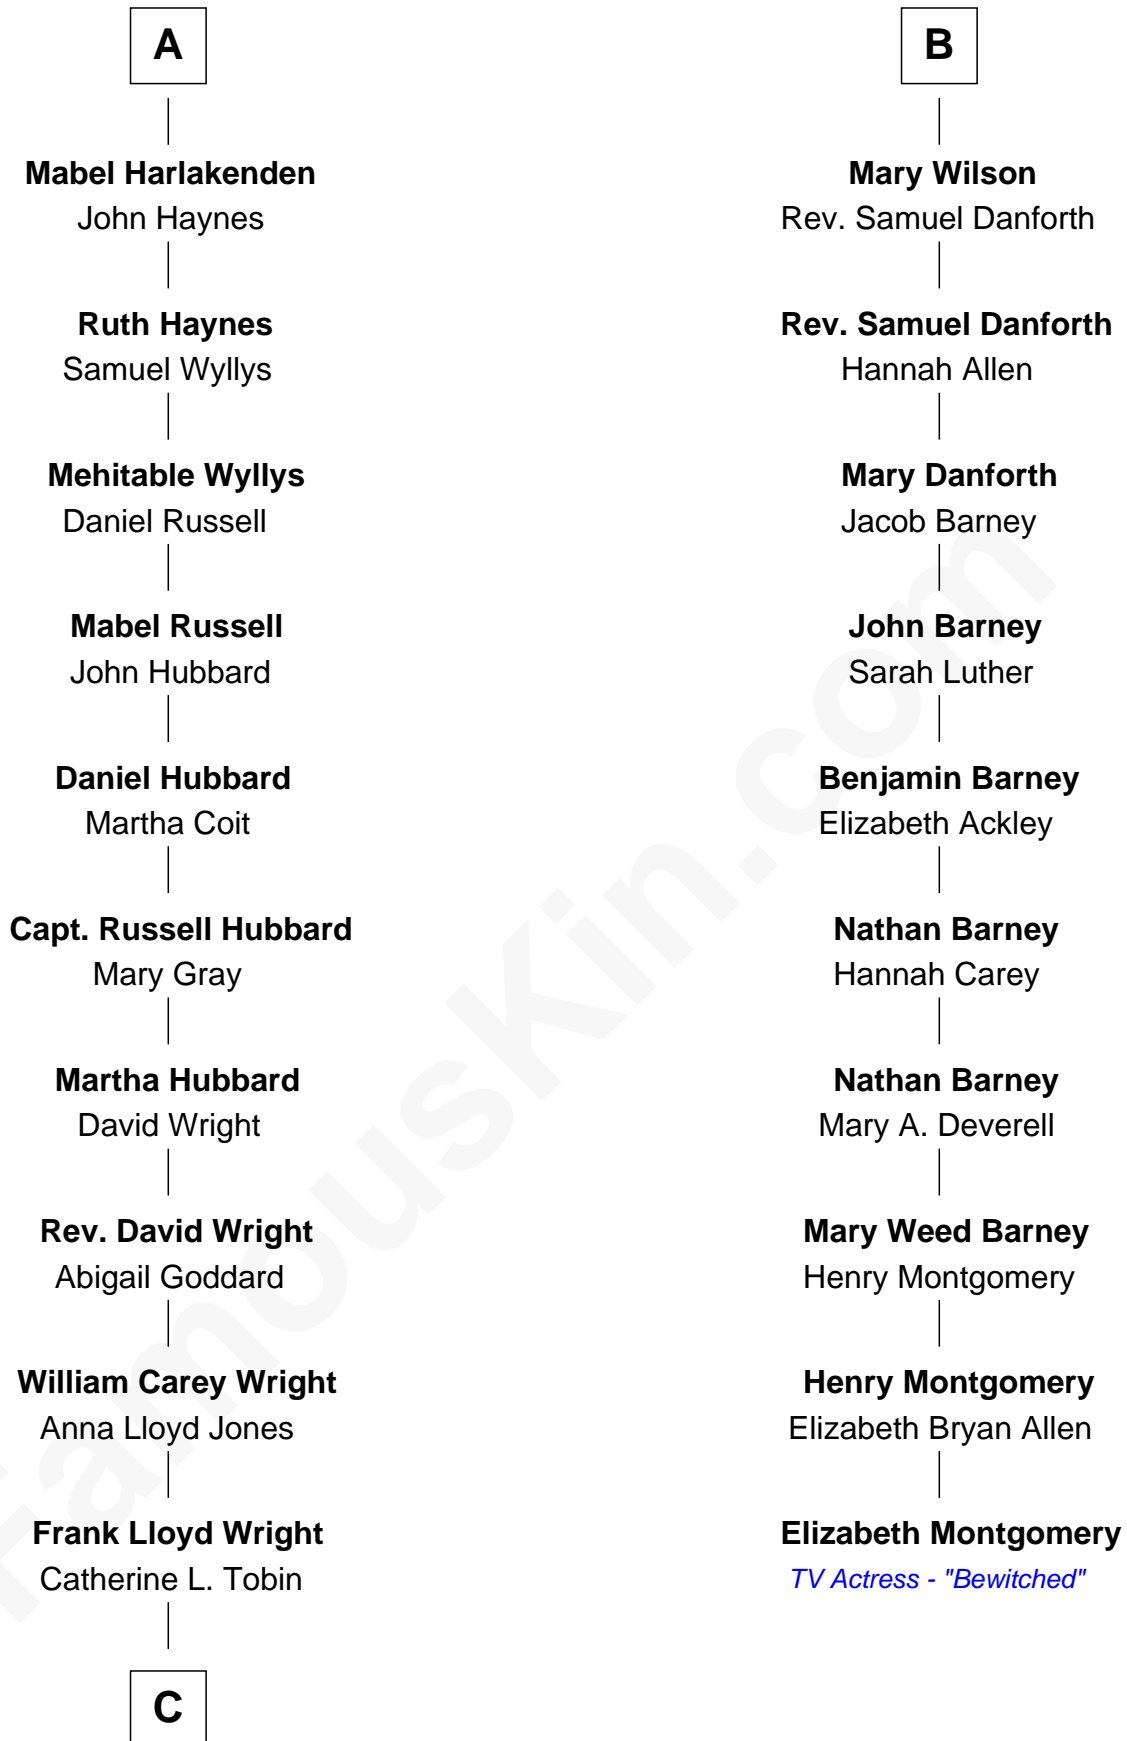 A
Mabel Harlakenden
John Haynes
Ruth Haynes
Samuel Wyllys
Mehitable Wyllys
Daniel Russell
Mabel Russell
John Hubbard
Daniel Hubbard
Martha Coit
Capt. Russell Hubbard
Mary Gray
Martha Hubbard
David Wright
Rev. David Wright
Abigail Goddard
William Carey Wright
Anna Lloyd Jones
Frank Lloyd Wright
Catherine L. Tobin
C
B
Mary Wilson
Rev. Samuel Danforth
Rev. Samuel Danforth
Hannah Allen
Mary Danforth
Jacob Barney
John Barney
Sarah Luther
Benjamin Barney
Elizabeth Ackley
Nathan Barney
Hannah Carey
Nathan Barney
Mary A. Deverell
Mary Weed Barney
Henry Montgomery
Henry Montgomery
Elizabeth Bryan Allen
Elizabeth Montgomery
TV Actress - "Bewitched"
FamousKin.com